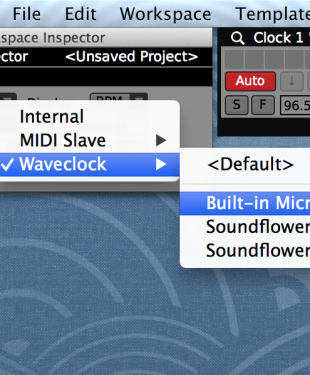 File Edit Workspace Template
space Inspector
ector <Unsaved Project>
Clock 1
Auto
S F 96.5
Internal
MIDI Slave
✓ Waveclock
<Default>
Built-in Micr
Soundflower
Soundflower